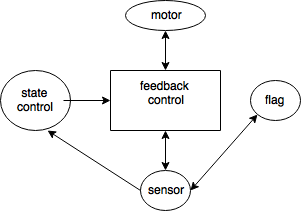 motor
feedback
control
state
control
flag
sensor